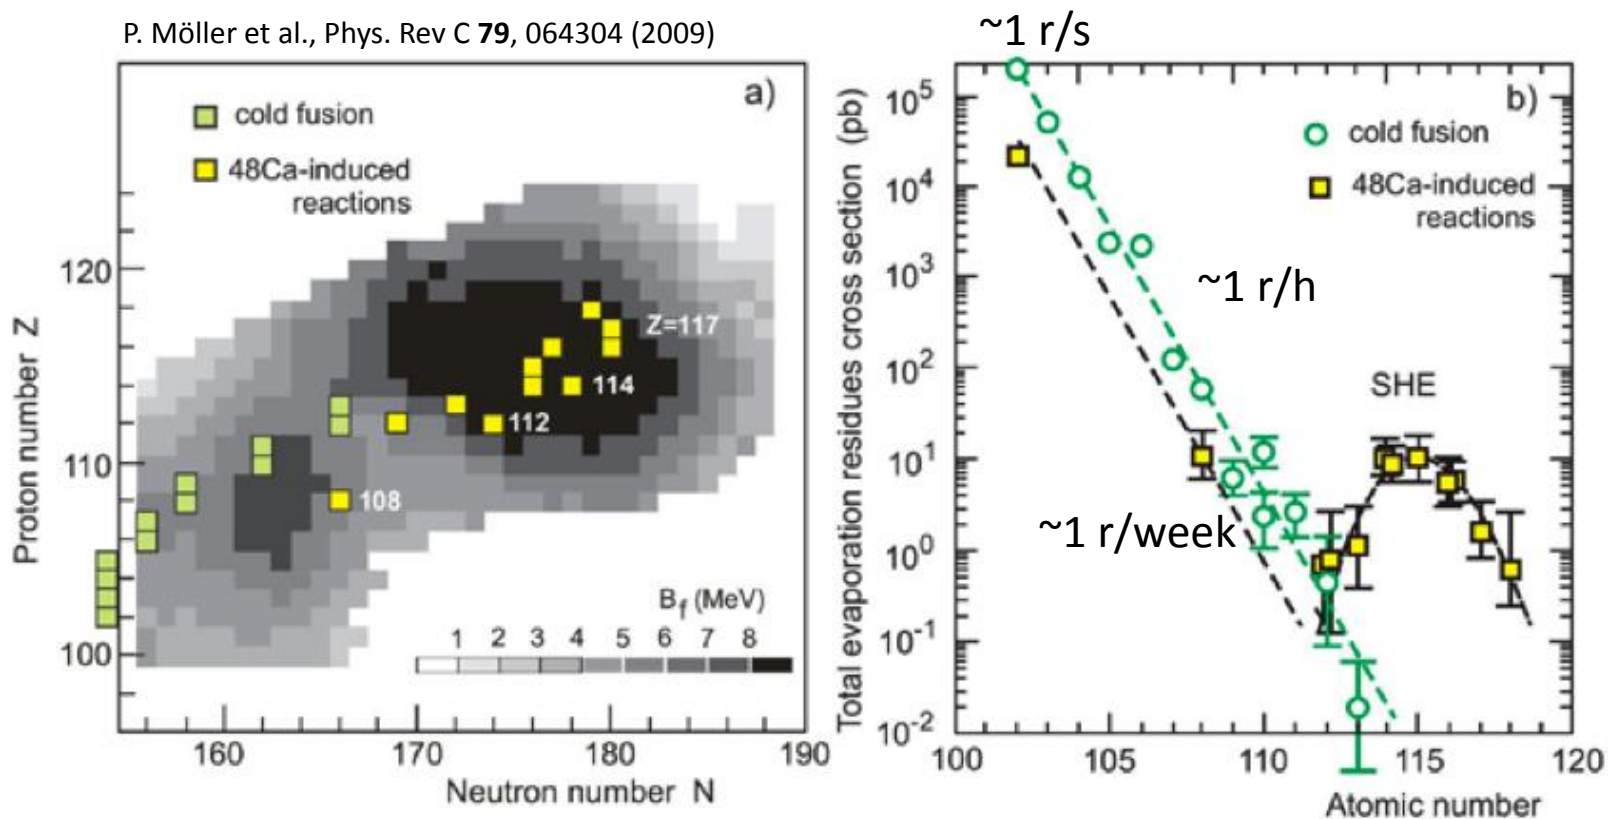 P. Möller et al., Phys. Rev C 79, 064304 (2009)
a)
cold fusion
48Ca-induced
reactions
Z=117
114
112
108
Bf (MeV)
1 2 3 4 5 6 7 8
120
110
100
Proton number Z
160 170 180 190
Neutron number N
~1 r/s
b)
cold fusion
48Ca-induced
reactions
~1 r/h
SHE
~1 r/week
10^5
10^4
10^3
10^2
10^1
10^0
10^-1
10^-2
Total evaporation residues cross section (pb)
100 105 110 115 120
Atomic number